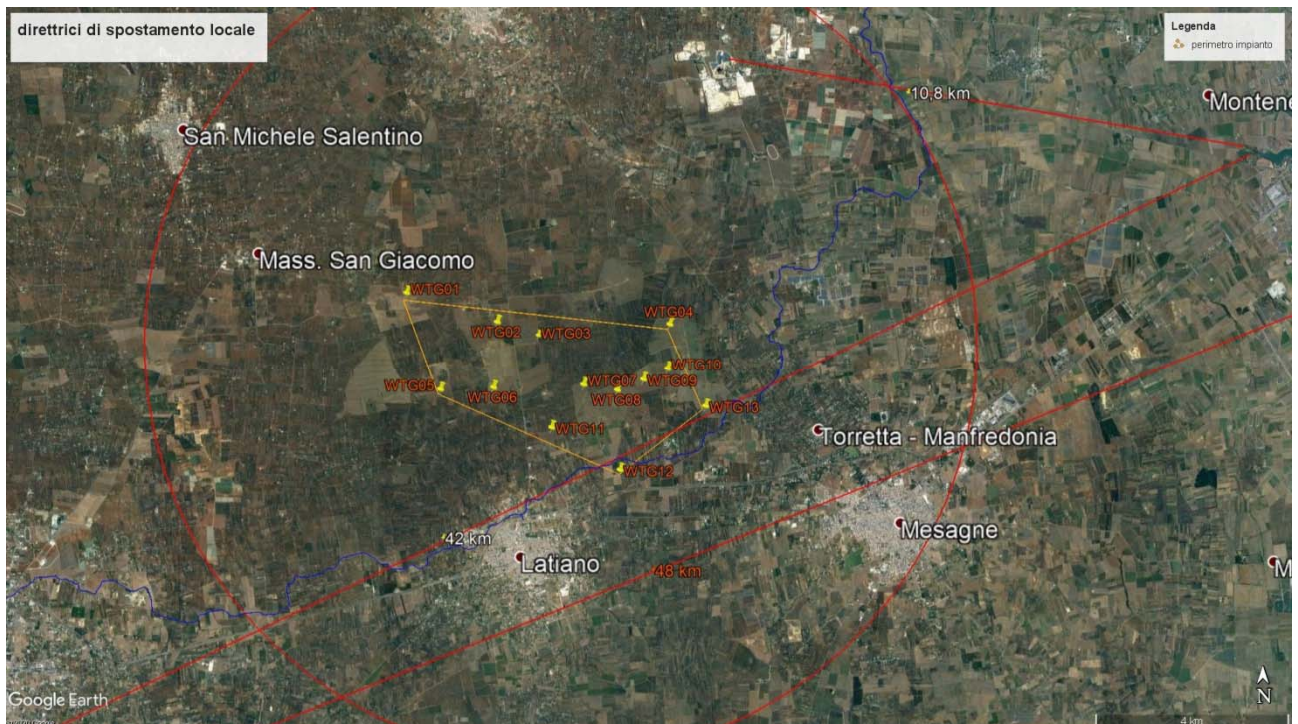 direttrici di spostamento locale
Legenda
perimetro impianto
10,8 km
Montene
San Michele Salentino
Mass. San Giacomo
WTG01
WTG02
WTG03
WTG04
WTG05
WTG06
WTG07
WTG08
WTG09
WTG10
WTG11
WTG12
WTG13
Torretta - Manfredonia
Mesagne
42 km
Latiano
48 km
M
Google Earth
N
4 km